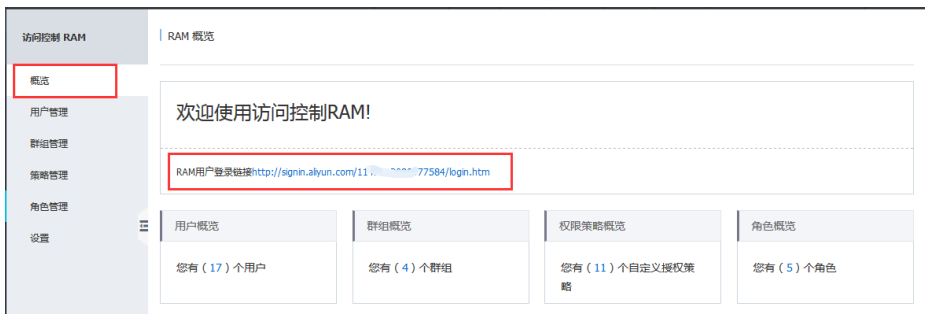 访问控制 RAM
RAM 概览
概览
用户管理
群组管理
策略管理
角色管理
设置
欢迎使用访问控制RAM!
RAM用户登录链接http://signin.aliyun.com/11 77584/login.htm
用户概览
您有 ( 17 ) 个用户
群组概览
您有 ( 4 ) 个群组
权限策略概览
您有 ( 11 ) 个自定义授权策
略
角色概览
您有 ( 5 ) 个角色